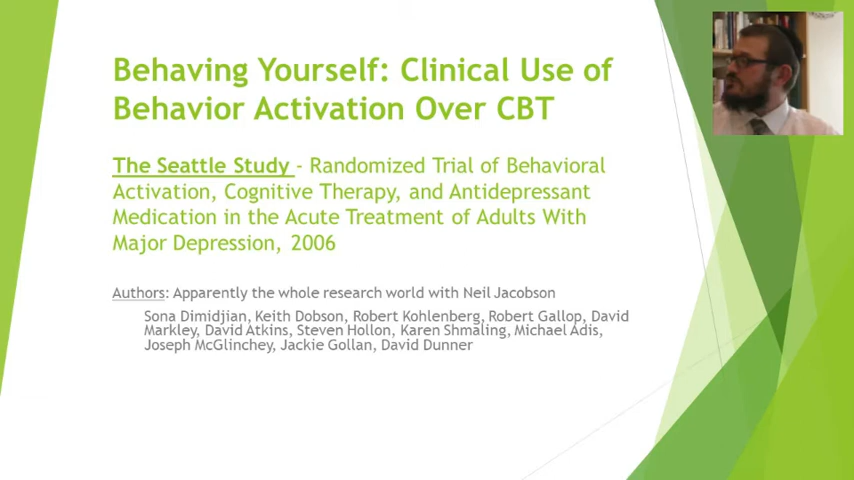 Behaving Yourself: Clinical Use of
Behavior Activation Over CBT
The Seattle Study - Randomized Trial of Behavioral
Activation, Cognitive Therapy, and Antidepressant
Medication in the Acute Treatment of Adults With
Major Depression, 2006
Authors: Apparently the whole research world with Neil Jacobson
Sona Dimidjian, Keith Dobson, Robert Kohlenberg, Robert Gallop, David
Markley, David Atkins, Steven Hollon, Karen Shmaling, Michael Adis,
Joseph McGlinchey, Jackie Gollan, David Dunner